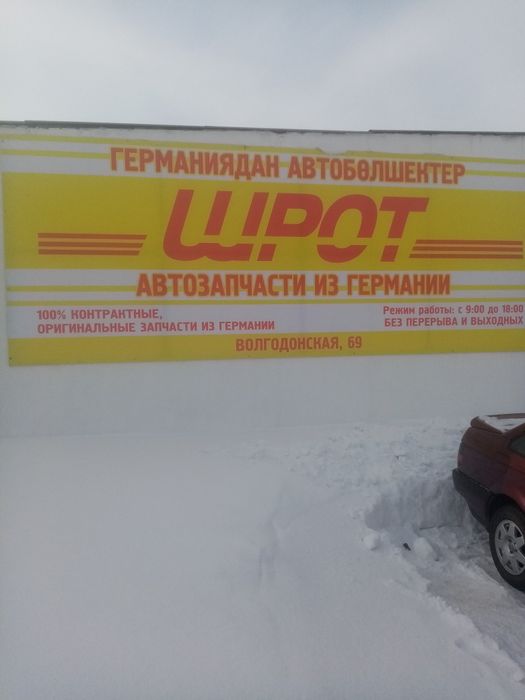 ГЕРМАНИЯДАН АВТОБӨЛШЕКТЕР
ШРОТ
АВТОЗАПЧАСТИ ИЗ ГЕРМАНИИ
100% КОНТРАКТНЫЕ,
ОРИГИНАЛЬНЫЕ ЗАПЧАСТИ ИЗ ГЕРМАНИИ
Режим работы: с 9:00 до 18:00
БЕЗ ПЕРЕРЫВА И ВЫХОДНЫХ
ВОЛГОДОНСКАЯ, 69